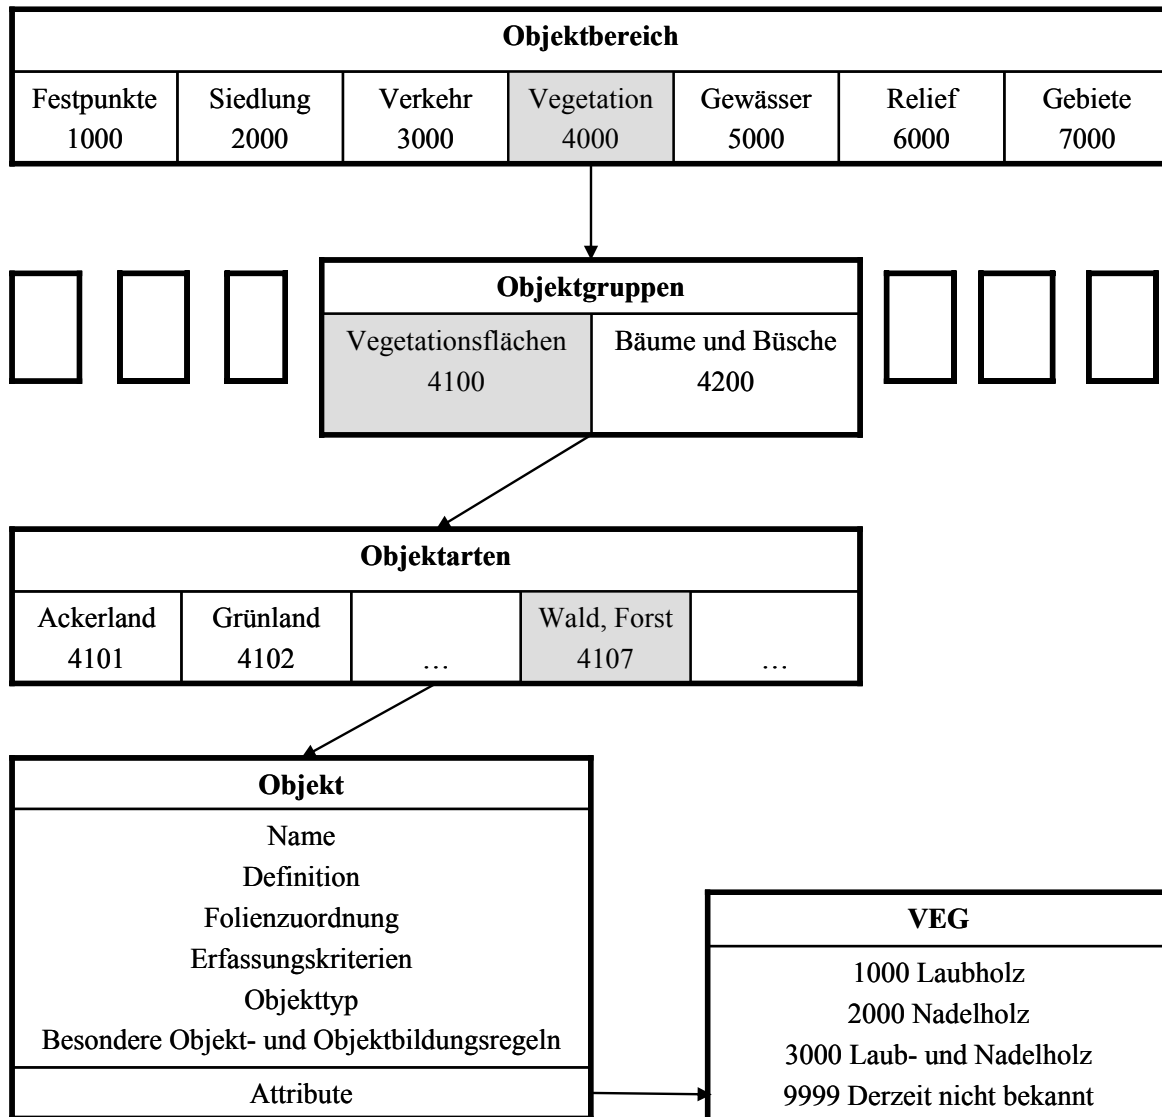 Objektbereich
Festpunkte Siedlung Verkehr Vegetation Gewässer Relief Gebiete
1000 2000 3000 4000 5000 6000 7000
Objektgruppen
Vegetationsflächen Bäume und Büsche
4100 4200
Objektarten
Ackerland Grünland Wald, Forst
4101 4102 … 4107 …
Objekt
Name
Definition
Folienzuordnung
Erfassungskriterien
Objekttyp
Besondere Objekt- und Objektbildungsregeln
Attribute
VEG
1000 Laubholz
2000 Nadelholz
3000 Laub- und Nadelholz
9999 Derzeit nicht bekannt